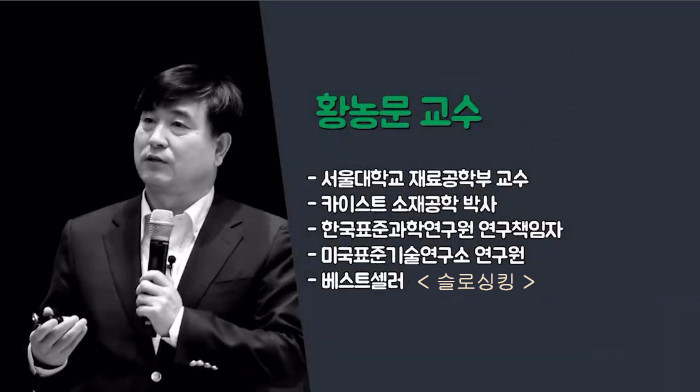 황농문 교수
- 서울대학교 재료공학부 교수
- 카이스트 소재공학 박사
- 한국표준과학연구원 연구책임자
- 미국표준기술연구소 연구원
- 베스트셀러 < 슬로싱킹 >